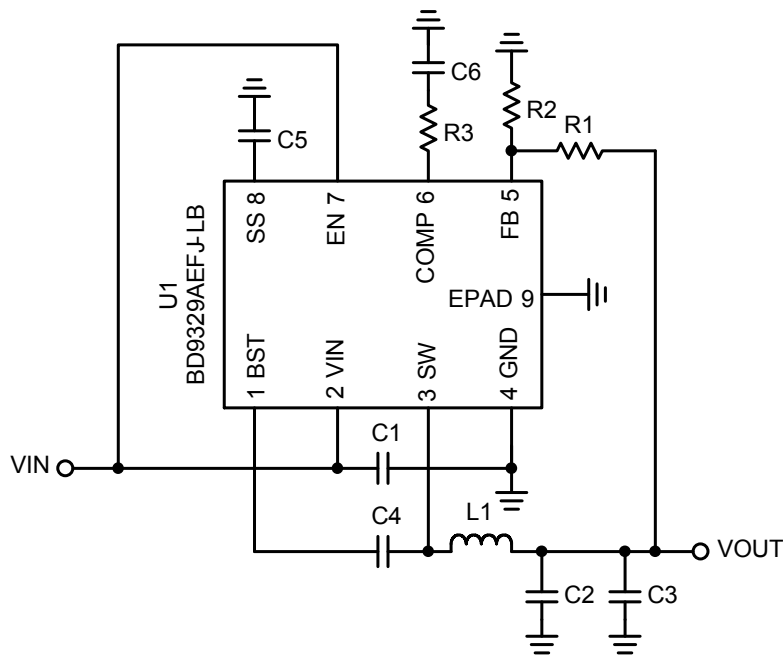 C6
R2
C5
R3
R1
SS 8
EN 7
COMP 6
FB 5
U1
BD9329AEFJ-LB
EPAD 9
1 BST
2 VIN
3 SW
4 GND
VIN
C1
C4
L1
VOUT
C2
C3